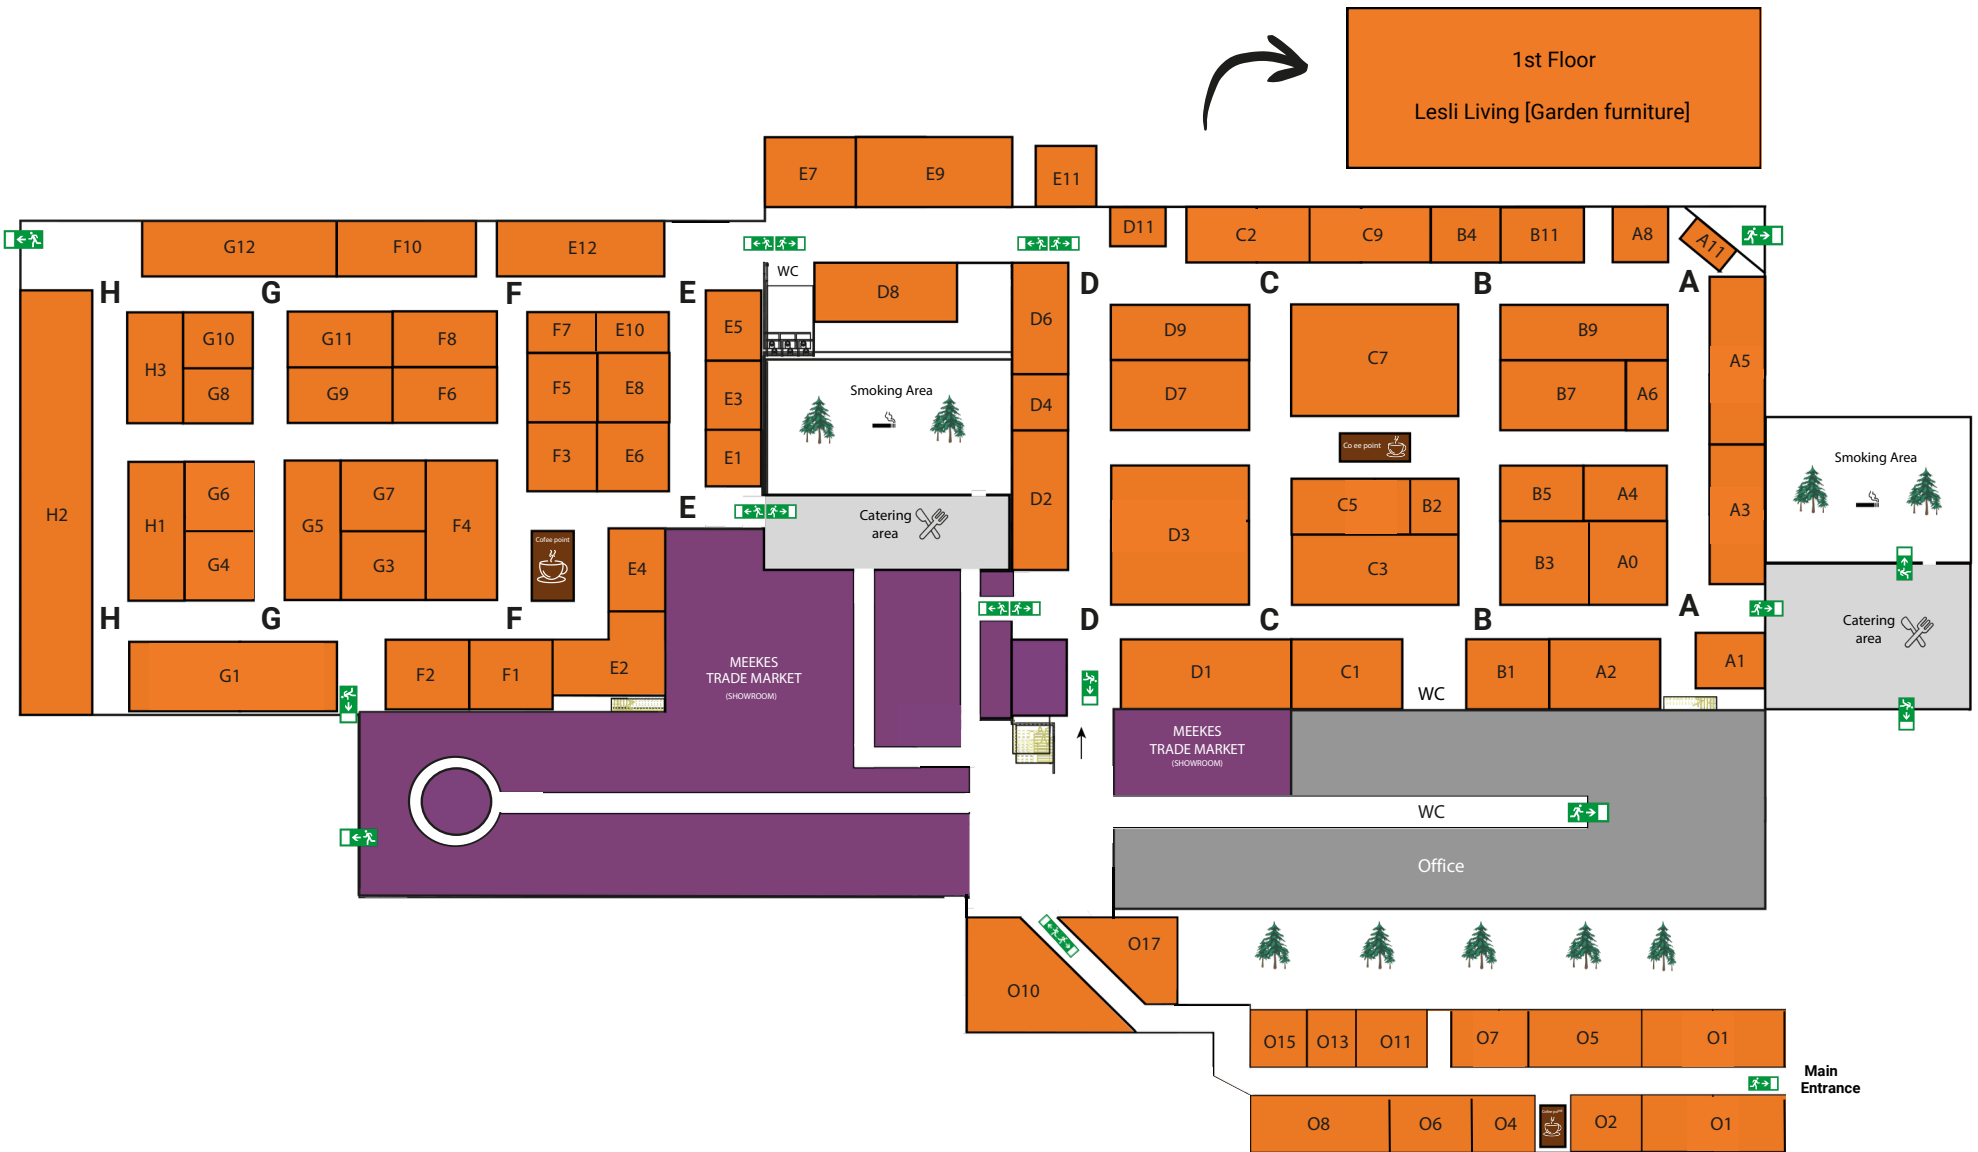 1st Floor
Lesli Living [Garden furniture]
E7
E9
E11
D11
C2
C9
B4
B11
A8
A11
G12
F10
E12
WC
H
G
F
E
D8
D6
D
C
B
A
H3
G10
G8
G11
F8
G9
F6
F7
E10
F5
E8
F3
E6
E5
E3
E1
Smoking Area
D4
D2
D9
D7
C7
B9
B7
A6
A5
Co ee point
Smoking Area
H2
H1
G6
G4
G5
G7
G3
F4
Cofee point
E
Catering
area
D3
C5
B2
C3
B5
A4
B3
A0
A3
E4
H
G
F
D
C
B
A
Catering
area
G1
F2
F1
E2
MEEKES
TRADE MARKET
(SHOWROOM)
D1
C1
WC
B1
A2
A1
MEEKES
TRADE MARKET
(SHOWROOM)
WC
Office
O17
O10
O15
O13
O11
O7
O5
O1
Main
Entrance
O8
O6
O4
O2
O1